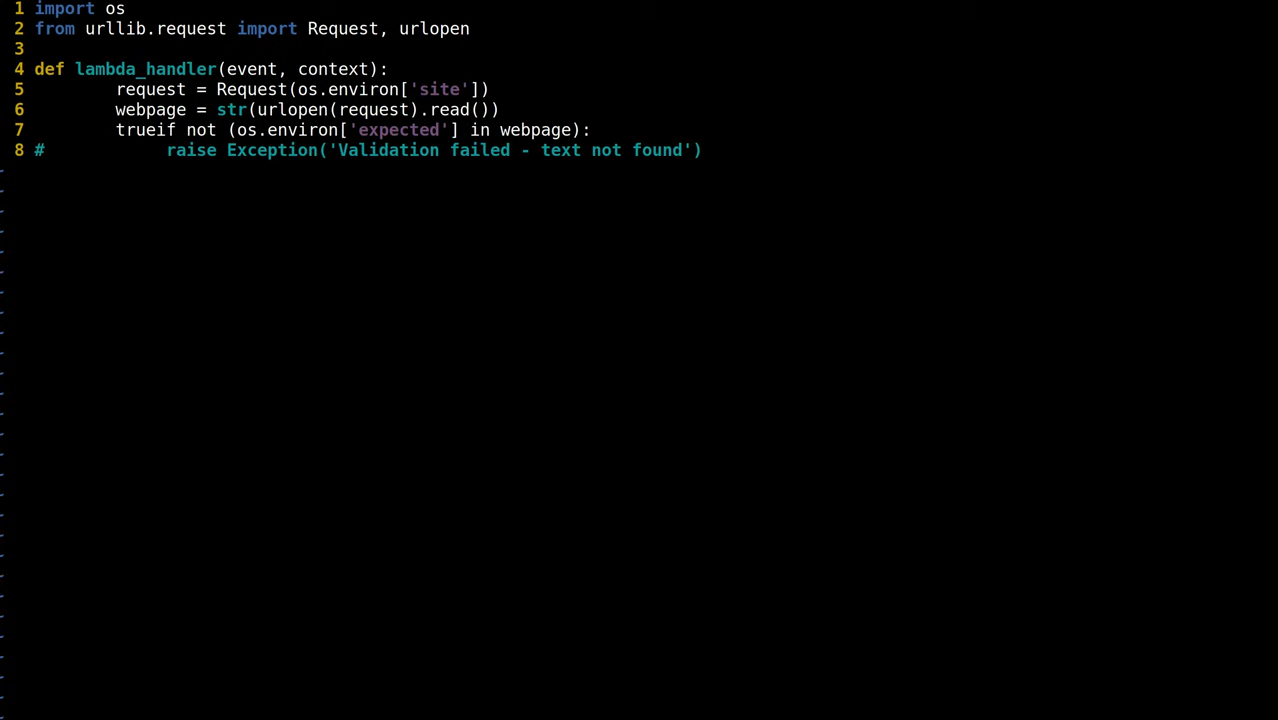 1 import os
2 from urllib.request import Request, urlopen
3
4 def lambda_handler(event, context):
5         request = Request(os.environ['site'])
6         webpage = str(urlopen(request).read())
7         trueif not (os.environ['expected'] in webpage):
8 #            raise Exception('Validation failed - text not found')